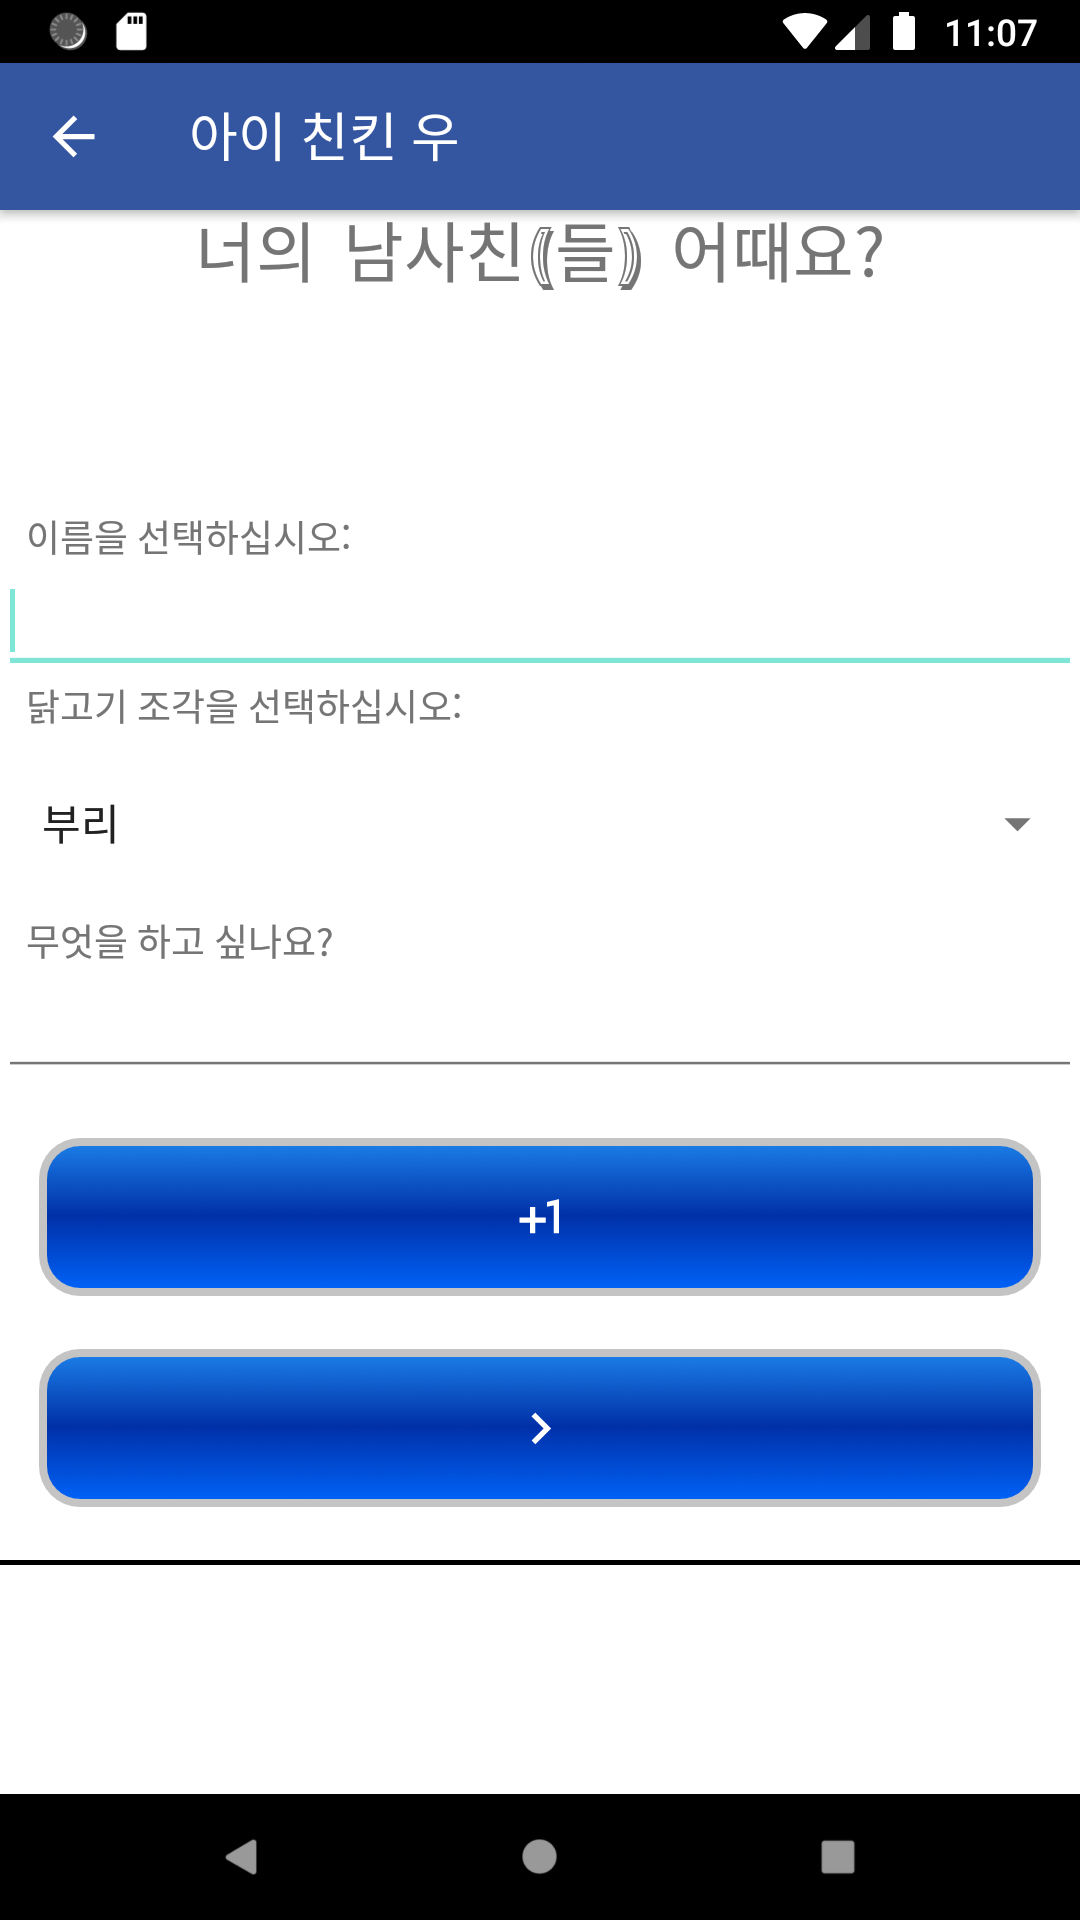 11:07
아이 친킨 우
너의 남사친(들) 어때요?
이름을 선택하십시오:
닭고기 조각을 선택하십시오:
부리
무엇을 하고 싶나요?
+1